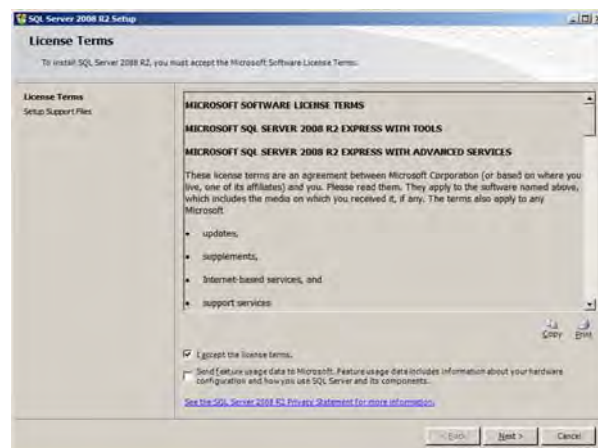 SQL Server 2008 R2 Setup
License Terms
To install SQL Server 2008 R2, you must accept the Microsoft Software License Terms.
License Terms
Setup Support Files
MICROSOFT SOFTWARE LICENSE TERMS
MICROSOFT SQL SERVER 2008 R2 EXPRESS WITH TOOLS
MICROSOFT SQL SERVER 2008 R2 EXPRESS WITH ADVANCED SERVICES
These license terms are an agreement between Microsoft Corporation (or based on where you
live, one of its affiliates) and you. Please read them. They apply to the software named above,
which includes the media on which you received it, if any. The terms also apply to any
Microsoft
• updates,
• supplements,
• Internet-based services, and
• support services
Copy Print
I accept the license terms.
Send feature usage data to Microsoft. Feature usage data includes information about your hardware
configuration and how you use SQL Server and its components.
See the SQL Server 2008 R2 Privacy Statement for more information.
< Back Next > Cancel